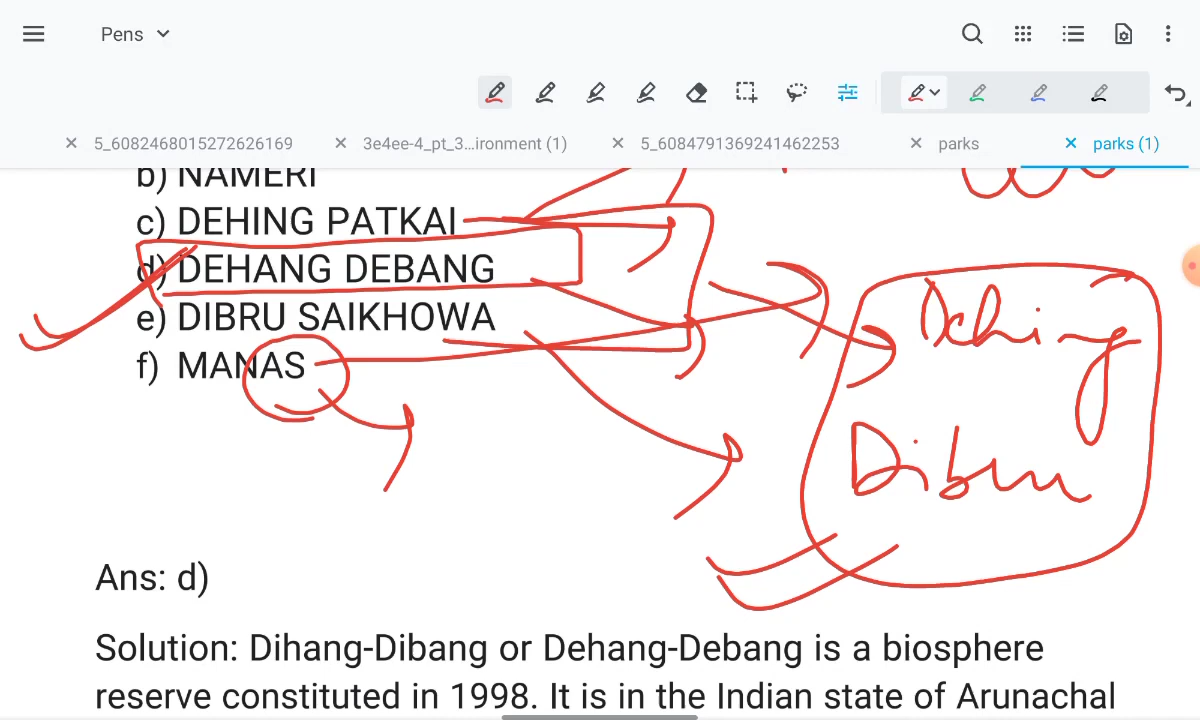 Pens
5_6082468015272626169
3e4ee-4_pt_3...ironment (1)
5_6084791369241462253
parks
parks (1)
b) NAMERI
c) DEHING PATKAI
d) DEHANG DEBANG
e) DIBRU SAIKHOWA
f) MANAS
Dehing
Dibru
Ans: d)
Solution: Dihang-Dibang or Dehang-Debang is a biosphere
reserve constituted in 1998. It is in the Indian state of Arunachal